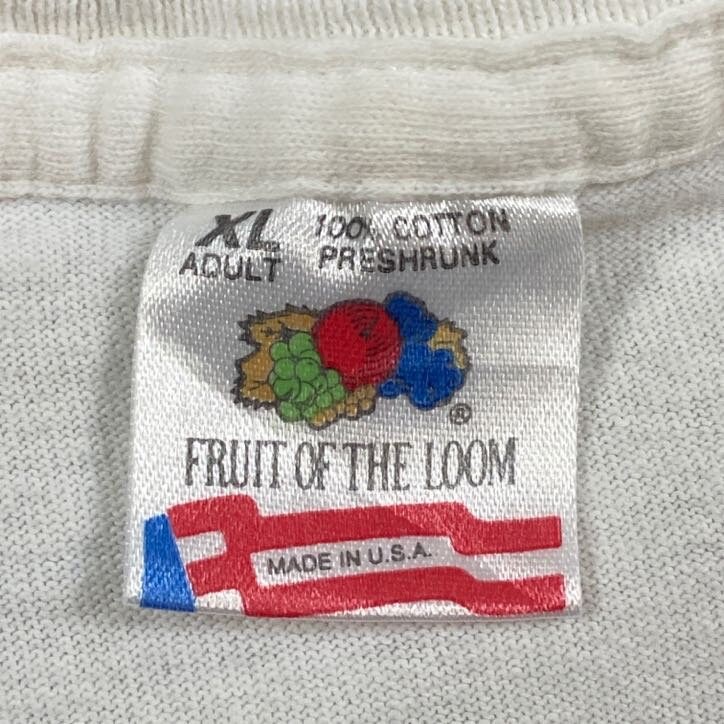 XL 100% COTTON
ADULT PRESHRUNK
®
FRUIT OF THE LOOM
MADE IN U.S.A.